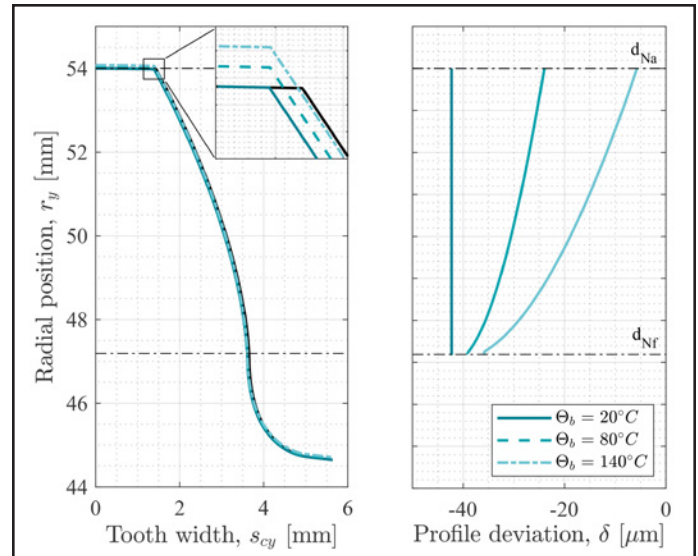 54
52
50
48
46
44
0
2
4
6
Radial position, r_y [mm]
Tooth width, s_cy [mm]
d_Na
d_Nf
Θ_b = 20°C
Θ_b = 80°C
Θ_b = 140°C
-40
-20
0
Profile deviation, δ [μm]